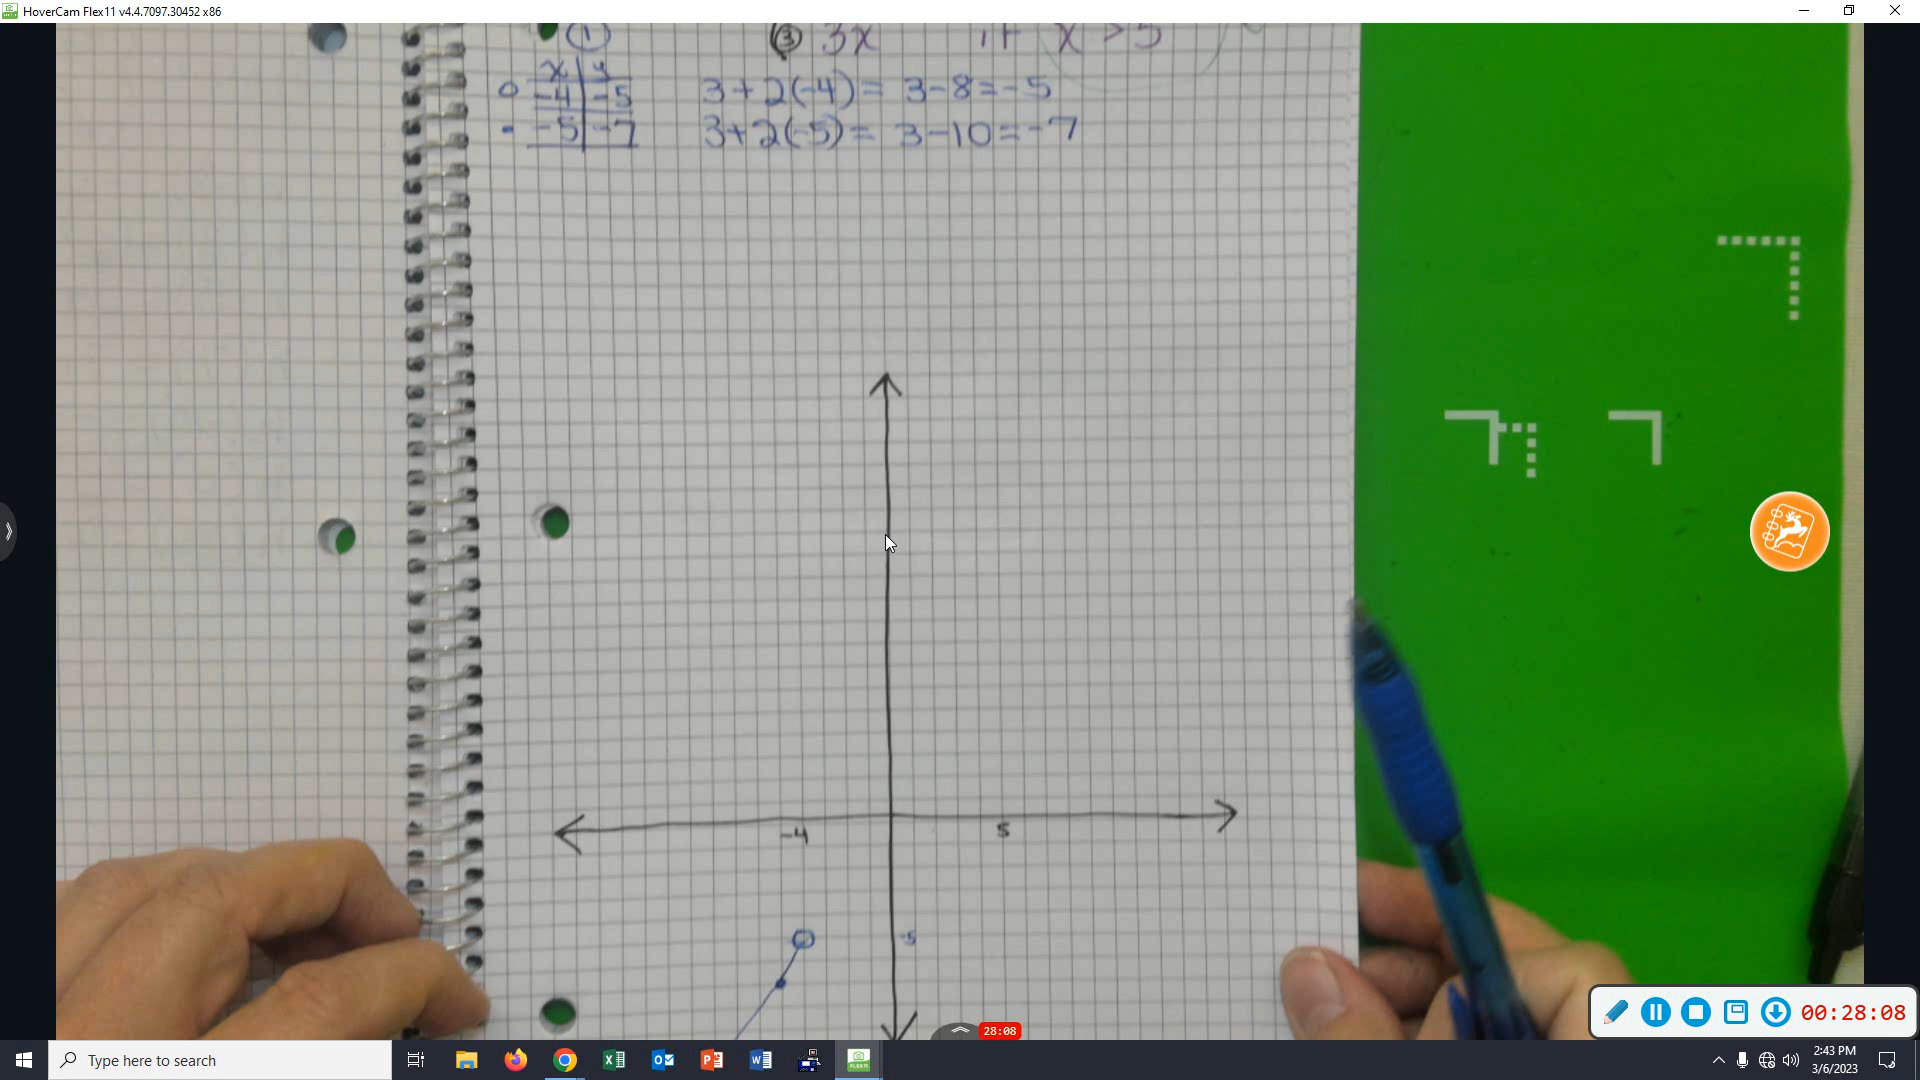 HoverCam Flex11 v4.4.7097.30452 x86
① ③ 3x if x > 5
x y
-4 -5 3+2(-4)= 3-8=-5
-5 -7 3+2(-5)= 3-10=-7
-4 5
-5
28:08
00:28:08
Type here to search
2:43 PM
3/6/2023